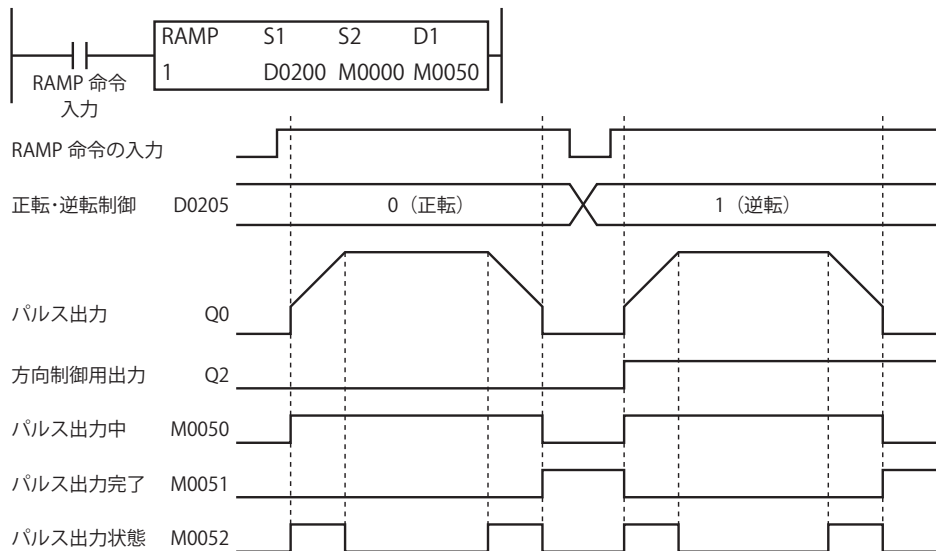 RAMP S1 S2 D1
1 D0200 M0000 M0050
RAMP 命令
入力
RAMP 命令の入力
正転・逆転制御 D0205 0（正転） 1（逆転）
パルス出力 Q0
方向制御用出力 Q2
パルス出力中 M0050
パルス出力完了 M0051
パルス出力状態 M0052